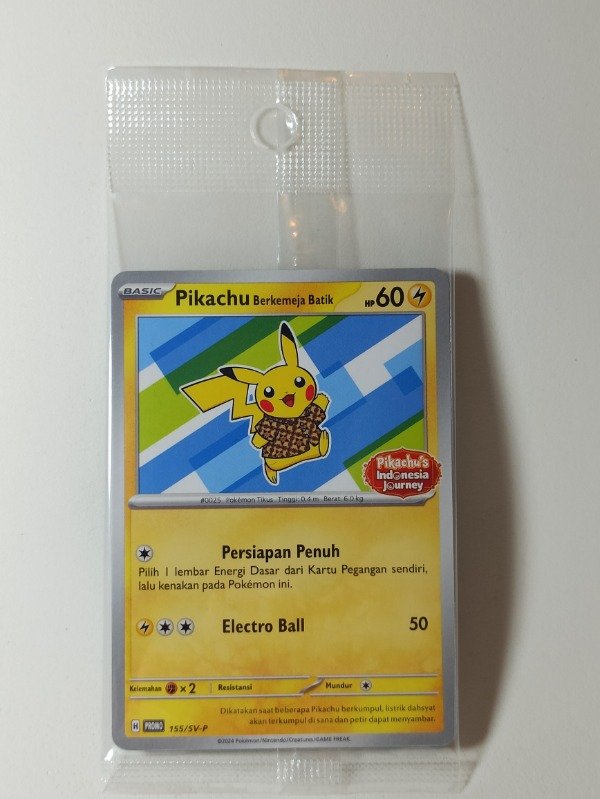 BASIC Pikachu Berkemeja Batik HP 60
Pikachu's
Indonesia
Journey
#0025 Pokémon Tikus Tinggi: 0.4 m Berat: 6.0 kg
Persiapan Penuh
Pilih 1 lembar Energi Dasar dari Kartu Pegangan sendiri,
lalu kenakan pada Pokémon ini.
Electro Ball 50
Kelemahan ×2 Resistansi Mundur
Dikatakan saat beberapa Pikachu berkumpul, listrik dahsyat
akan terkumpul di sana dan petir dapat menyambar.
H PROMO 155/SV-P
©2024 Pokémon/Nintendo/Creatures/GAME FREAK